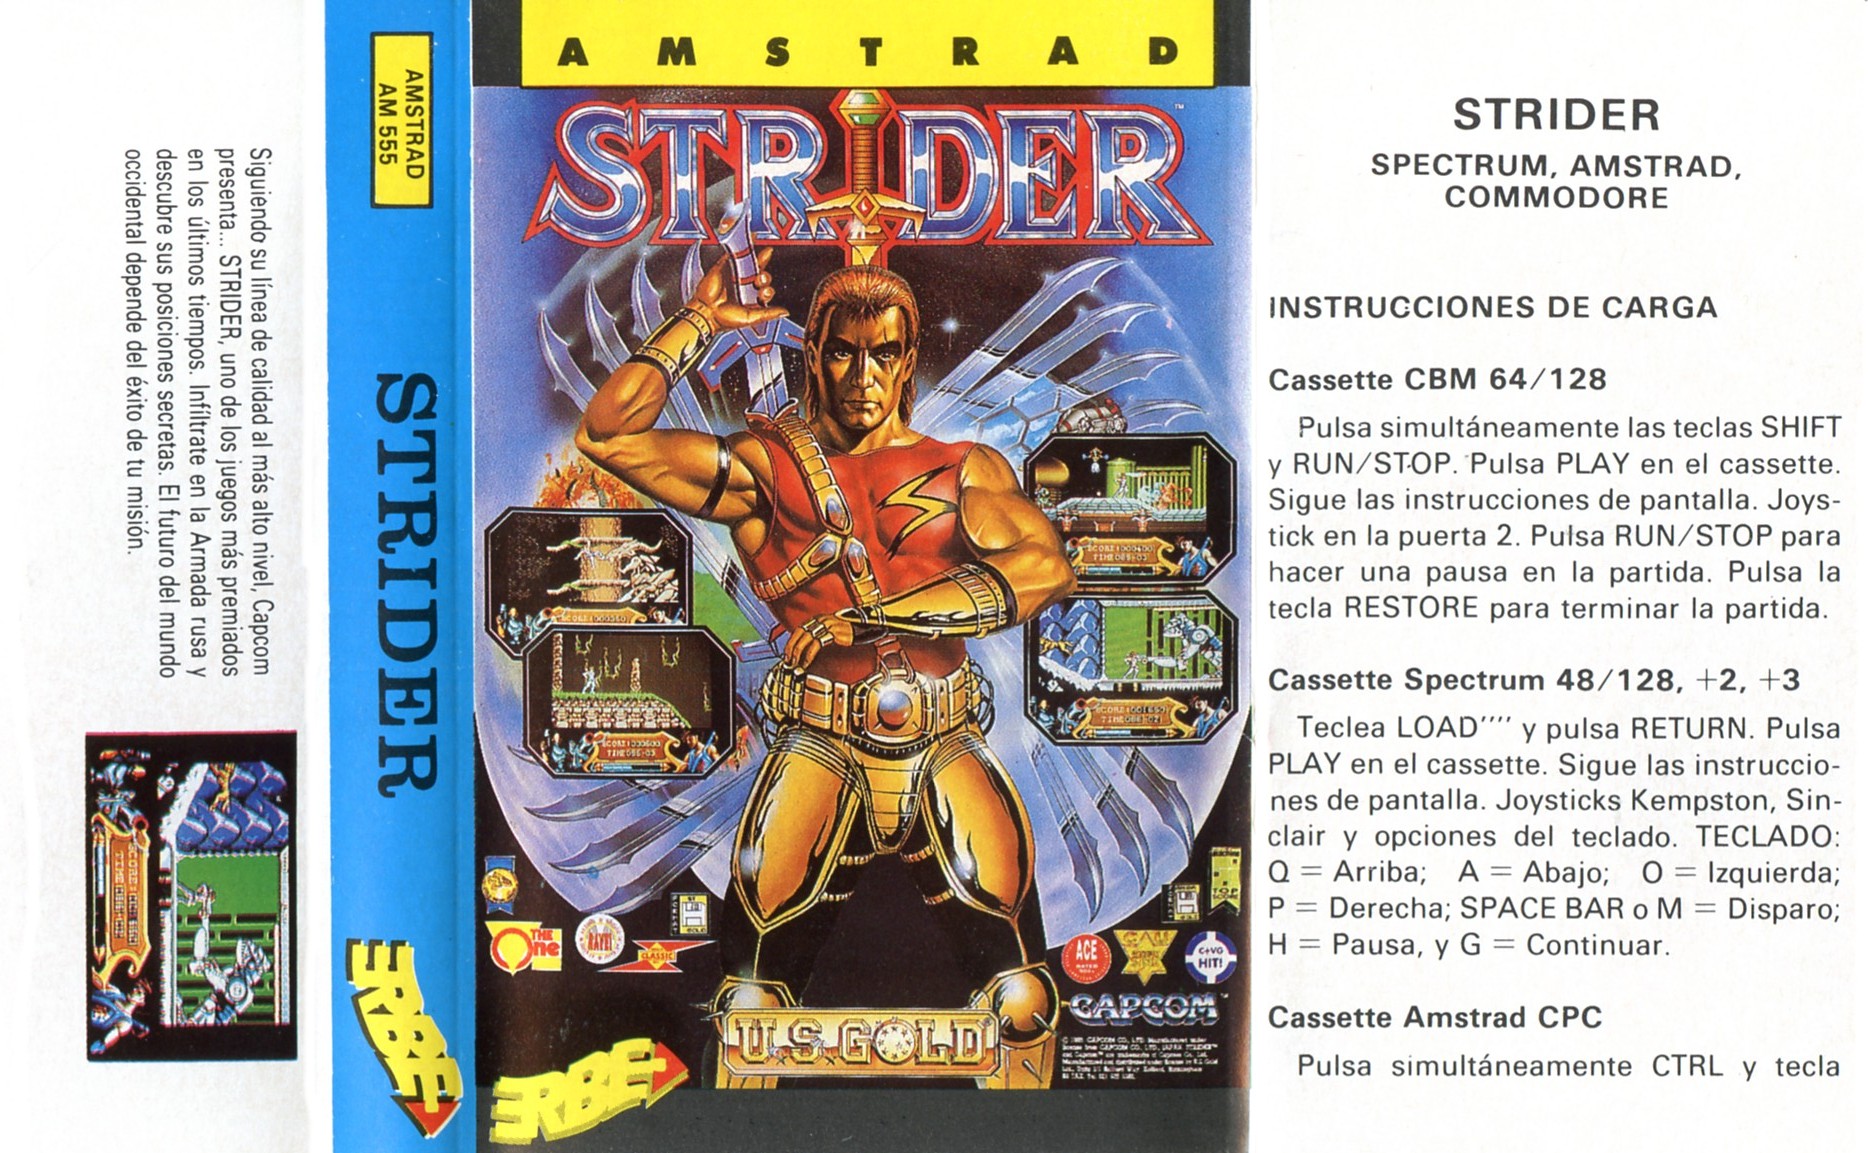 Siguiendo su línea de calidad al más alto nivel, Capcom
presenta... STRIDER, uno de los juegos más premiados
en los últimos tiempos. Infíltrate en la Armada rusa y
descubre sus posiciones secretas. El futuro del mundo
occidental depende del éxito de tu misión.
AMSTRAD
AM 555
STRIDER
ERBE
AMSTRAD
STRIDER
™
SCORE:000600
SCORE:001650
THE
One
CLASSIC
ACE
TOP
SCORE
C+VG
HIT!
CAPCOM
U.S. GOLD
ERBE
STRIDER
SPECTRUM, AMSTRAD,
COMMODORE
INSTRUCCIONES DE CARGA
Cassette CBM 64/128
Pulsa simultáneamente las teclas SHIFT
y RUN/STOP. Pulsa PLAY en el cassette.
Sigue las instrucciones de pantalla. Joys-
tick en la puerta 2. Pulsa RUN/STOP para
hacer una pausa en la partida. Pulsa la
tecla RESTORE para terminar la partida.
Cassette Spectrum 48/128, +2, +3
Teclea LOAD'''' y pulsa RETURN. Pulsa
PLAY en el cassette. Sigue las instruccio-
nes de pantalla. Joysticks Kempston, Sin-
clair y opciones del teclado. TECLADO:
Q = Arriba; A = Abajo; O = Izquierda;
P = Derecha; SPACE BAR o M = Disparo;
H = Pausa, y G = Continuar.
Cassette Amstrad CPC
Pulsa simultáneamente CTRL y tecla